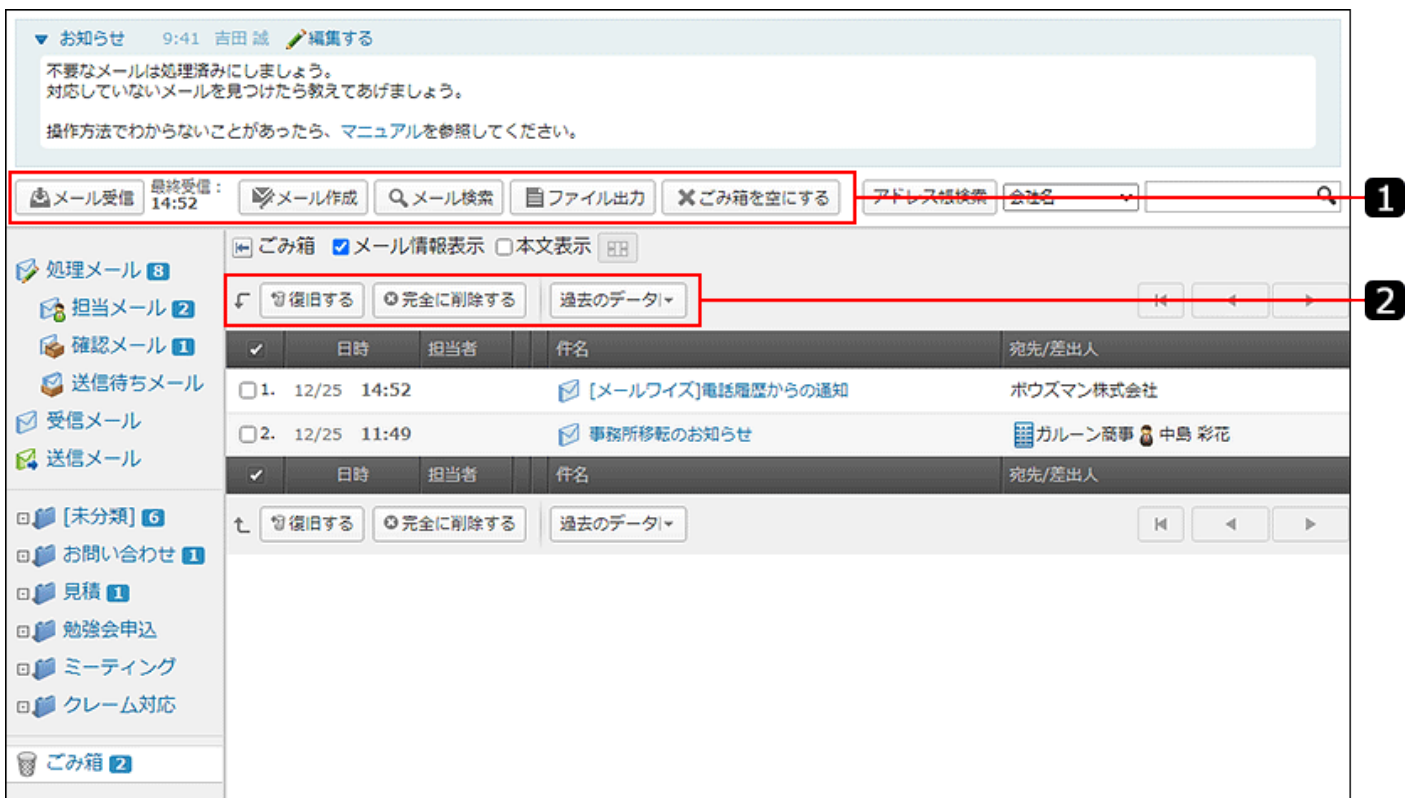 ▼ お知らせ 9:41 吉田 誠 編集する
不要なメールは処理済みにしましょう。
対応していないメールを見つけたら教えてあげましょう。
操作方法でわからないことがあったら、マニュアルを参照してください。
メール受信 最終受信: 14:52 メール作成 メール検索 ファイル出力 ごみ箱を空にする アドレス帳検索 会社名 1
ごみ箱 メール情報表示 本文表示
復旧する 完全に削除する 過去のデータ 2
日時 担当者 件名 宛先/差出人
1. 12/25 14:52 [メールワイズ]電話履歴からの通知 ボウズマン株式会社
2. 12/25 11:49 事務所移転のお知らせ ガルーン商事 中島 彩花
日時 担当者 件名 宛先/差出人
復旧する 完全に削除する 過去のデータ
処理メール 8
担当メール 2
確認メール 1
送信待ちメール
受信メール
送信メール
[未分類] 6
お問い合わせ 1
見積 1
勉強会申込
ミーティング
クレーム対応
ごみ箱 2